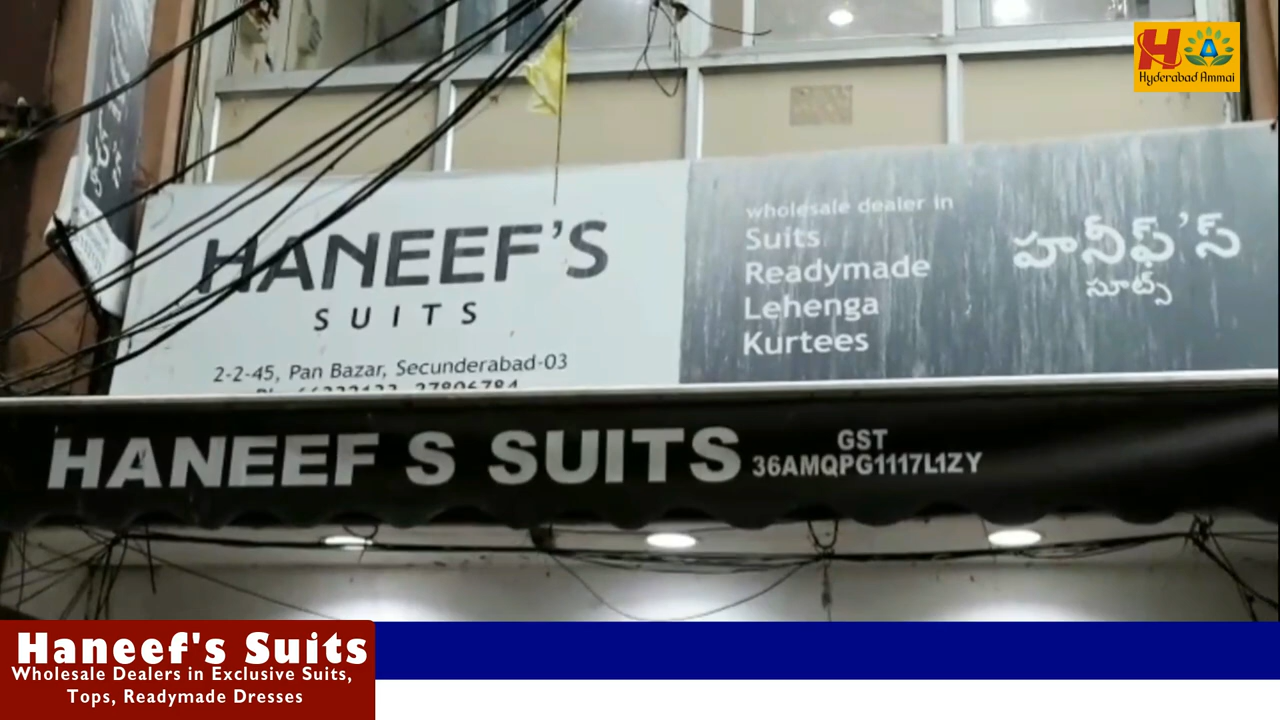 H A
Hyderabad Ammai
HANEEF'S
SUITS
2-2-45, Pan Bazar, Secunderabad-03
27806784
wholesale dealer in
Suits
Readymade
Lehenga
Kurtees
హనీఫ్'స్
సూట్స్
HANEEF S SUITS
GST
36AMQPG1117L1ZY
Haneef's Suits
Wholesale Dealers in Exclusive Suits,
Tops, Readymade Dresses